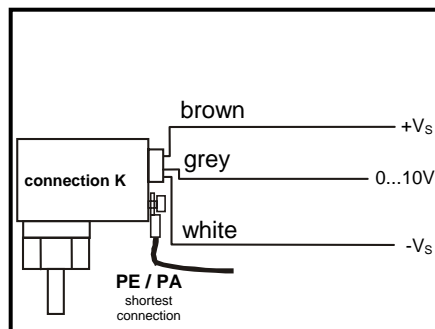 brown
+VS
grey
connection K
0...10V
white
-VS
PE / PA
shortest
connection